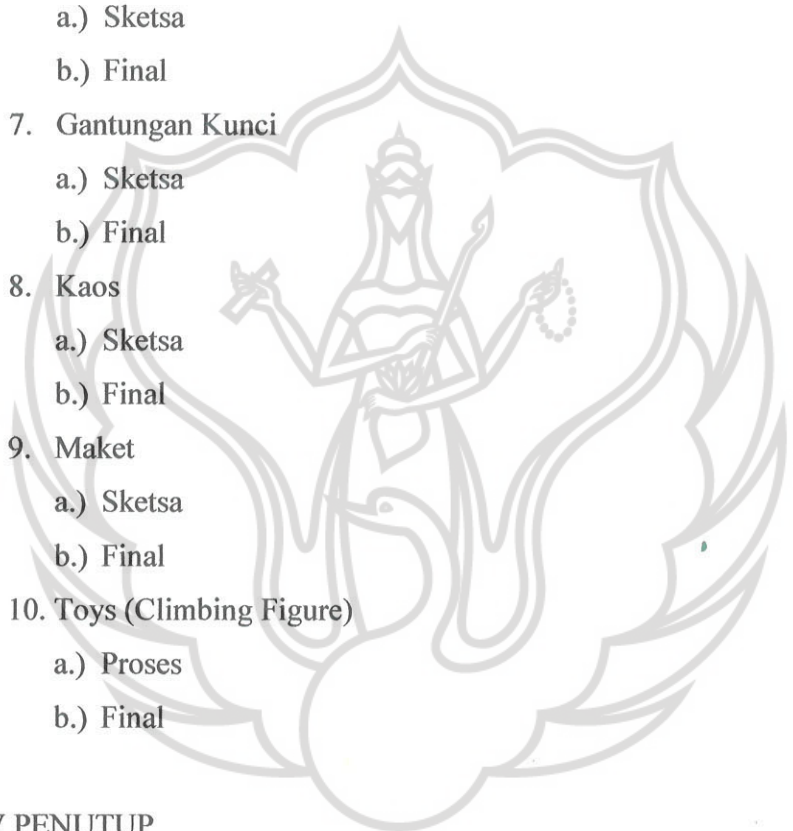 a.) Sketsa
b.) Final
7. Gantungan Kunci
a.) Sketsa
b.) Final
8. Kaos
a.) Sketsa
b.) Final
9. Maket
a.) Sketsa
b.) Final
10. Toys (Climbing Figure)
a.) Proses
b.) Final
PENUTUP